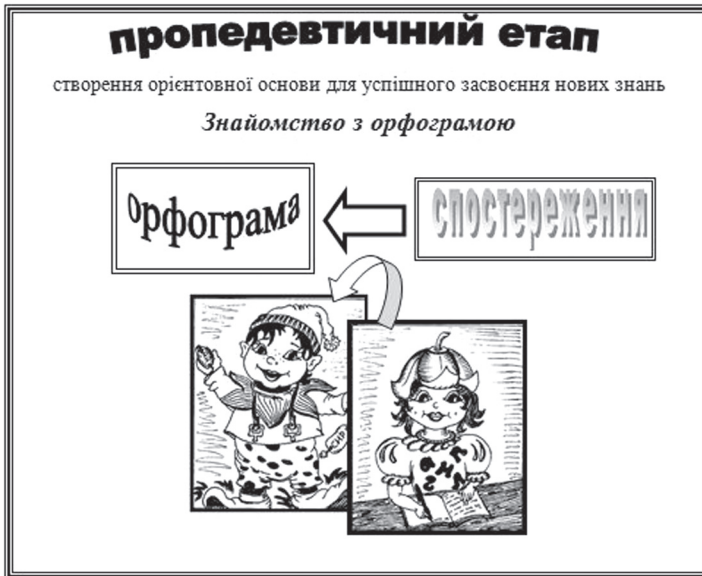 пропедевтичний етап
створення орієнтовної основи для успішного засвоєння нових знань
Знайомство з орфограмою
орфограма
спостереження